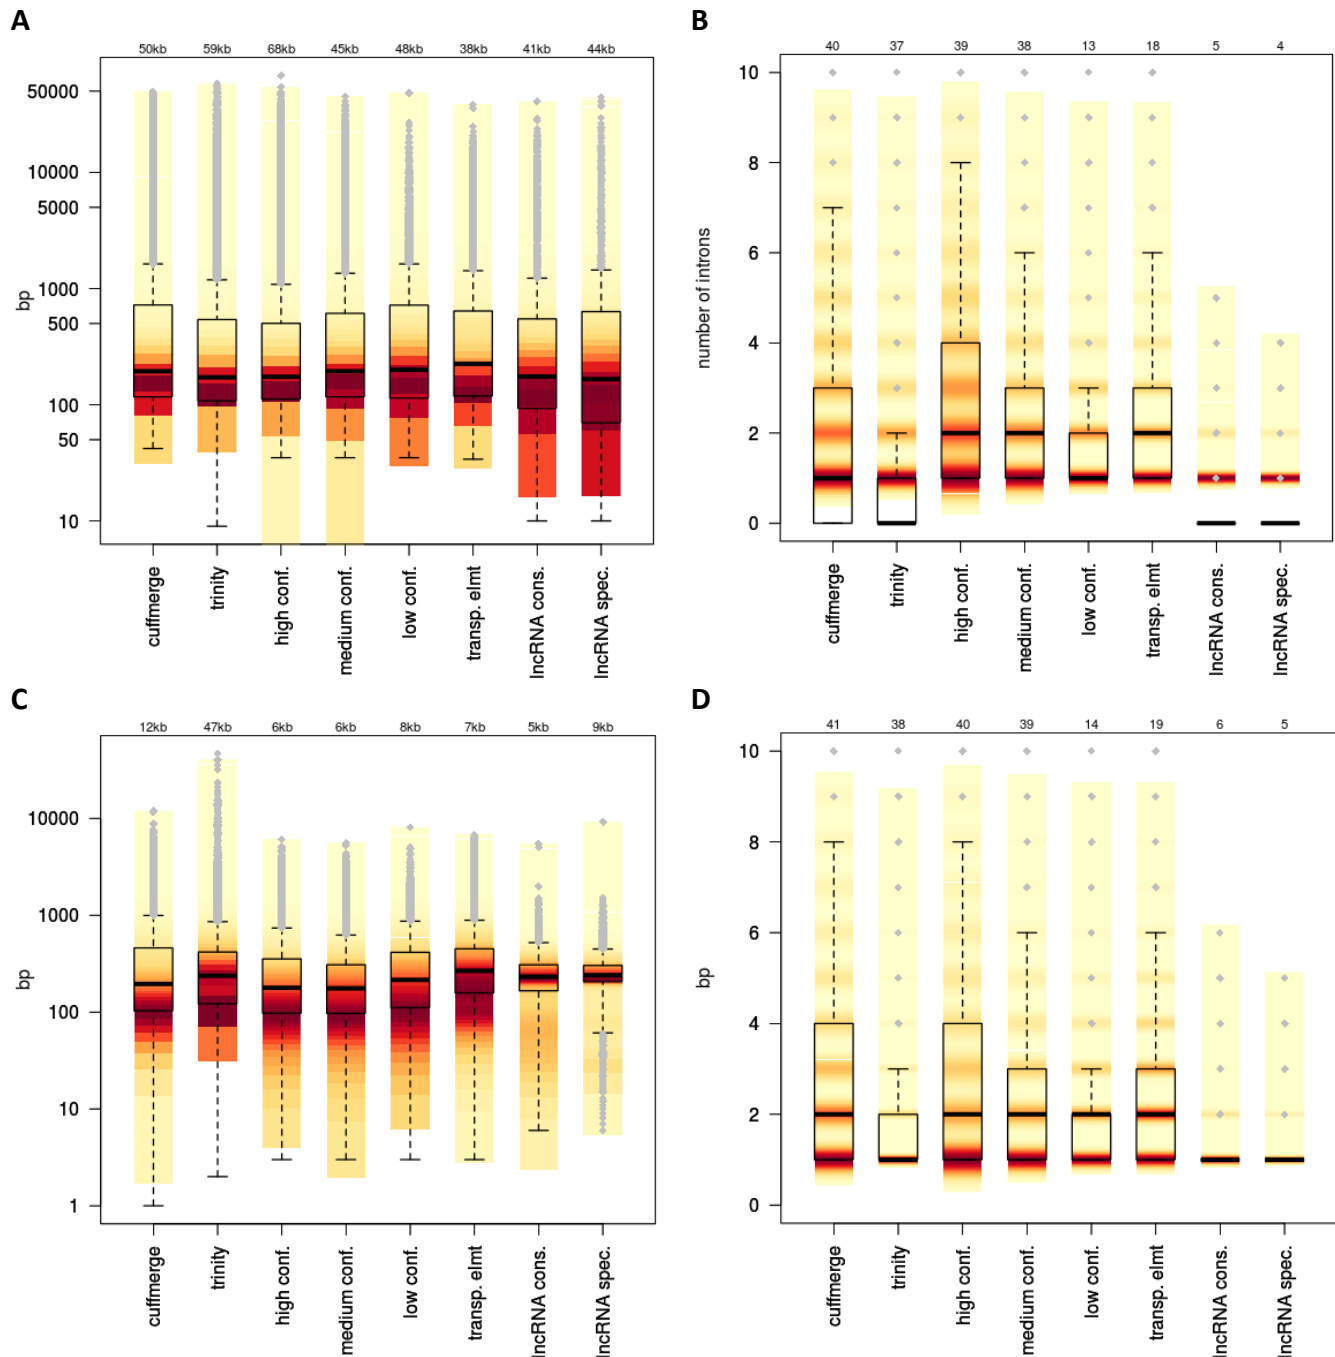 A
50kb 59kb 68kb 45kb 48kb 38kb 41kb 44kb
50000
10000
5000
1000
500
100
50
10
bp
cuffmerge
trinity
high conf.
medium conf.
low conf.
transp. elmt
lncRNA cons.
lncRNA spec.
B
40 37 39 38 13 18 5 4
10
8
6
4
2
0
number of introns
cuffmerge
trinity
high conf.
medium conf.
low conf.
transp. elmt
lncRNA cons.
lncRNA spec.
C
12kb 47kb 6kb 6kb 8kb 7kb 5kb 9kb
10000
1000
100
10
1
bp
cuffmerge
trinity
high conf.
medium conf.
low conf.
transp. elmt
lncRNA cons.
lncRNA spec.
D
41 38 40 39 14 19 6 5
10
8
6
4
2
0
bp
cuffmerge
trinity
high conf.
medium conf.
low conf.
transp. elmt
lncRNA cons.
lncRNA spec.